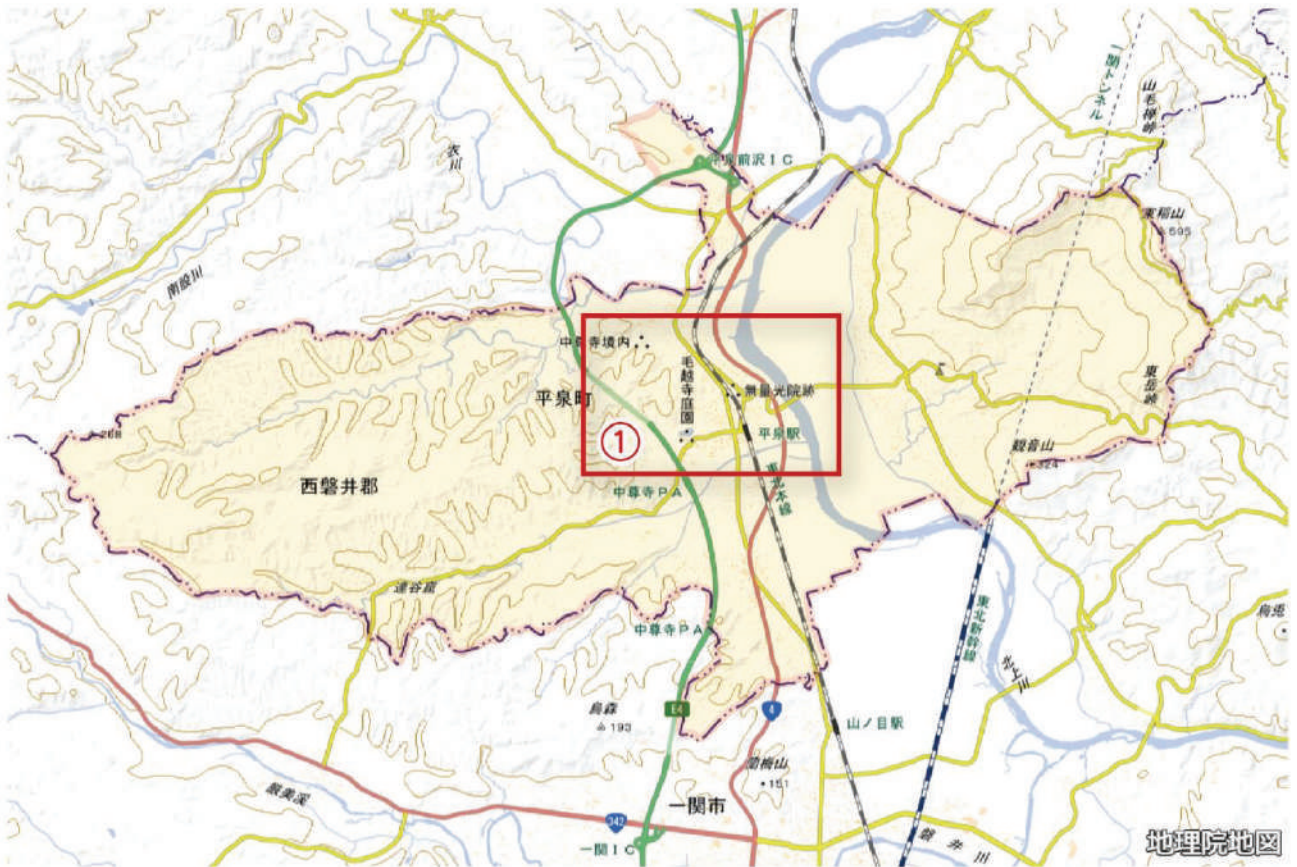 一関トンネル
山毛欅峠
衣川
平泉前沢IC
束稲山
595
南股川
中尊寺境内
毛越寺庭園
無量光院跡
平泉町
東岳峠
①
平泉駅
観音山
324
268
西磐井郡
中尊寺PA
東北本線
達谷窟
中尊寺PA
東北新幹線
烏兎
北上川
烏森
193
E4
4
山ノ目駅
蘭梅山
151
厳美渓
342
一関市
一関IC
磐井川
地理院地図